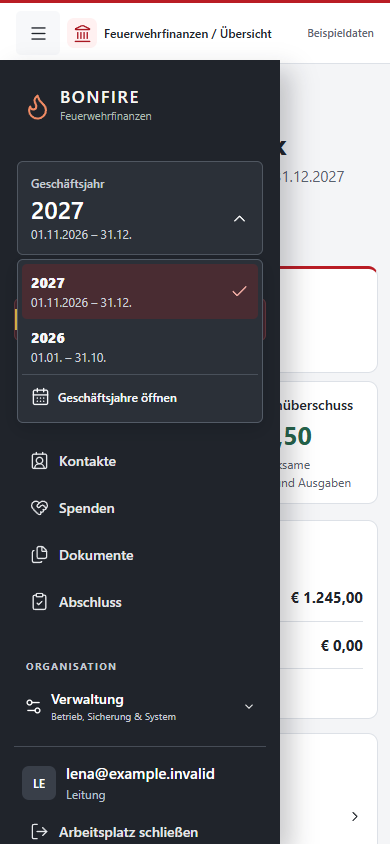 Feuerwehrfinanzen / Übersicht
Beispieldaten
BONFIRE
Feuerwehrfinanzen
Geschäftsjahr
2027
01.11.2026 – 31.12.
2027
01.11.2026 – 31.12.
2026
01.01. – 31.10.
Geschäftsjahre öffnen
Kontakte
Spenden
Dokumente
Abschluss
ORGANISATION
Verwaltung
Betrieb, Sicherung & System
LE
lena@example.invalid
Leitung
Arbeitsplatz schließen
k
31.12.2027
nüberschuss
,50
ksame
nd Ausgaben
€ 1.245,00
€ 0,00